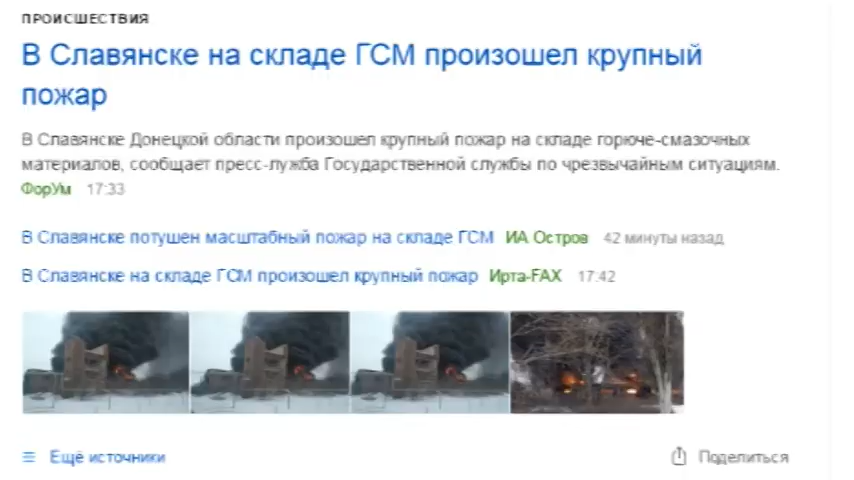 ПРОИСШЕСТВИЯ
В Славянске на складе ГСМ произошел крупный
пожар
В Славянске Донецкой области произошел крупный пожар на складе горюче-смазочных
материалов, сообщает пресс-лужба Государственной службы по чрезвычайным ситуациям.
ФорУм 17:33
В Славянске потушен масштабный пожар на складе ГСМ ИА Остров 42 минуты назад
В Славянске на складе ГСМ произошел крупный пожар Ирта-FAX 17:42
Ещё источники Поделиться